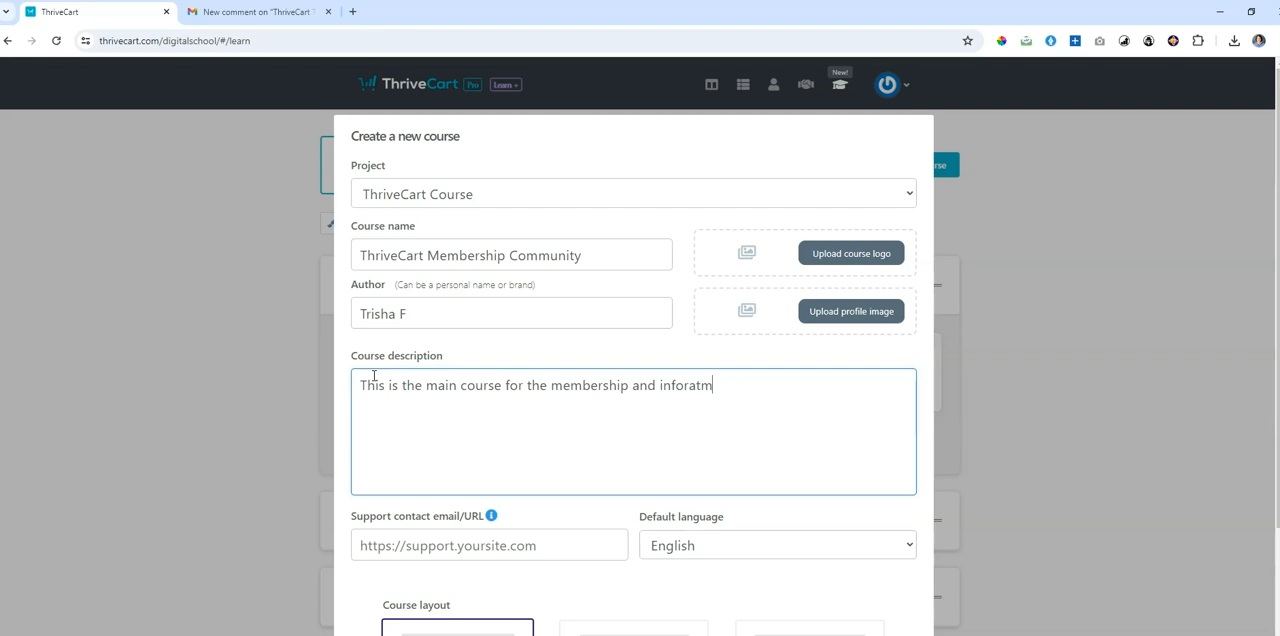 ThriveCart
New comment on "ThriveCart T
thrivecart.com/digitalschool/#/learn
ThriveCart Pro Learn +
New!
Create a new course
Project
ThriveCart Course
Course name
ThriveCart Membership Community
Upload course logo
Author (Can be a personal name or brand)
Trisha F
Upload profile image
Course description
This is the main course for the membership and inforatm
Support contact email/URL
Default language
https://support.yoursite.com
English
Course layout